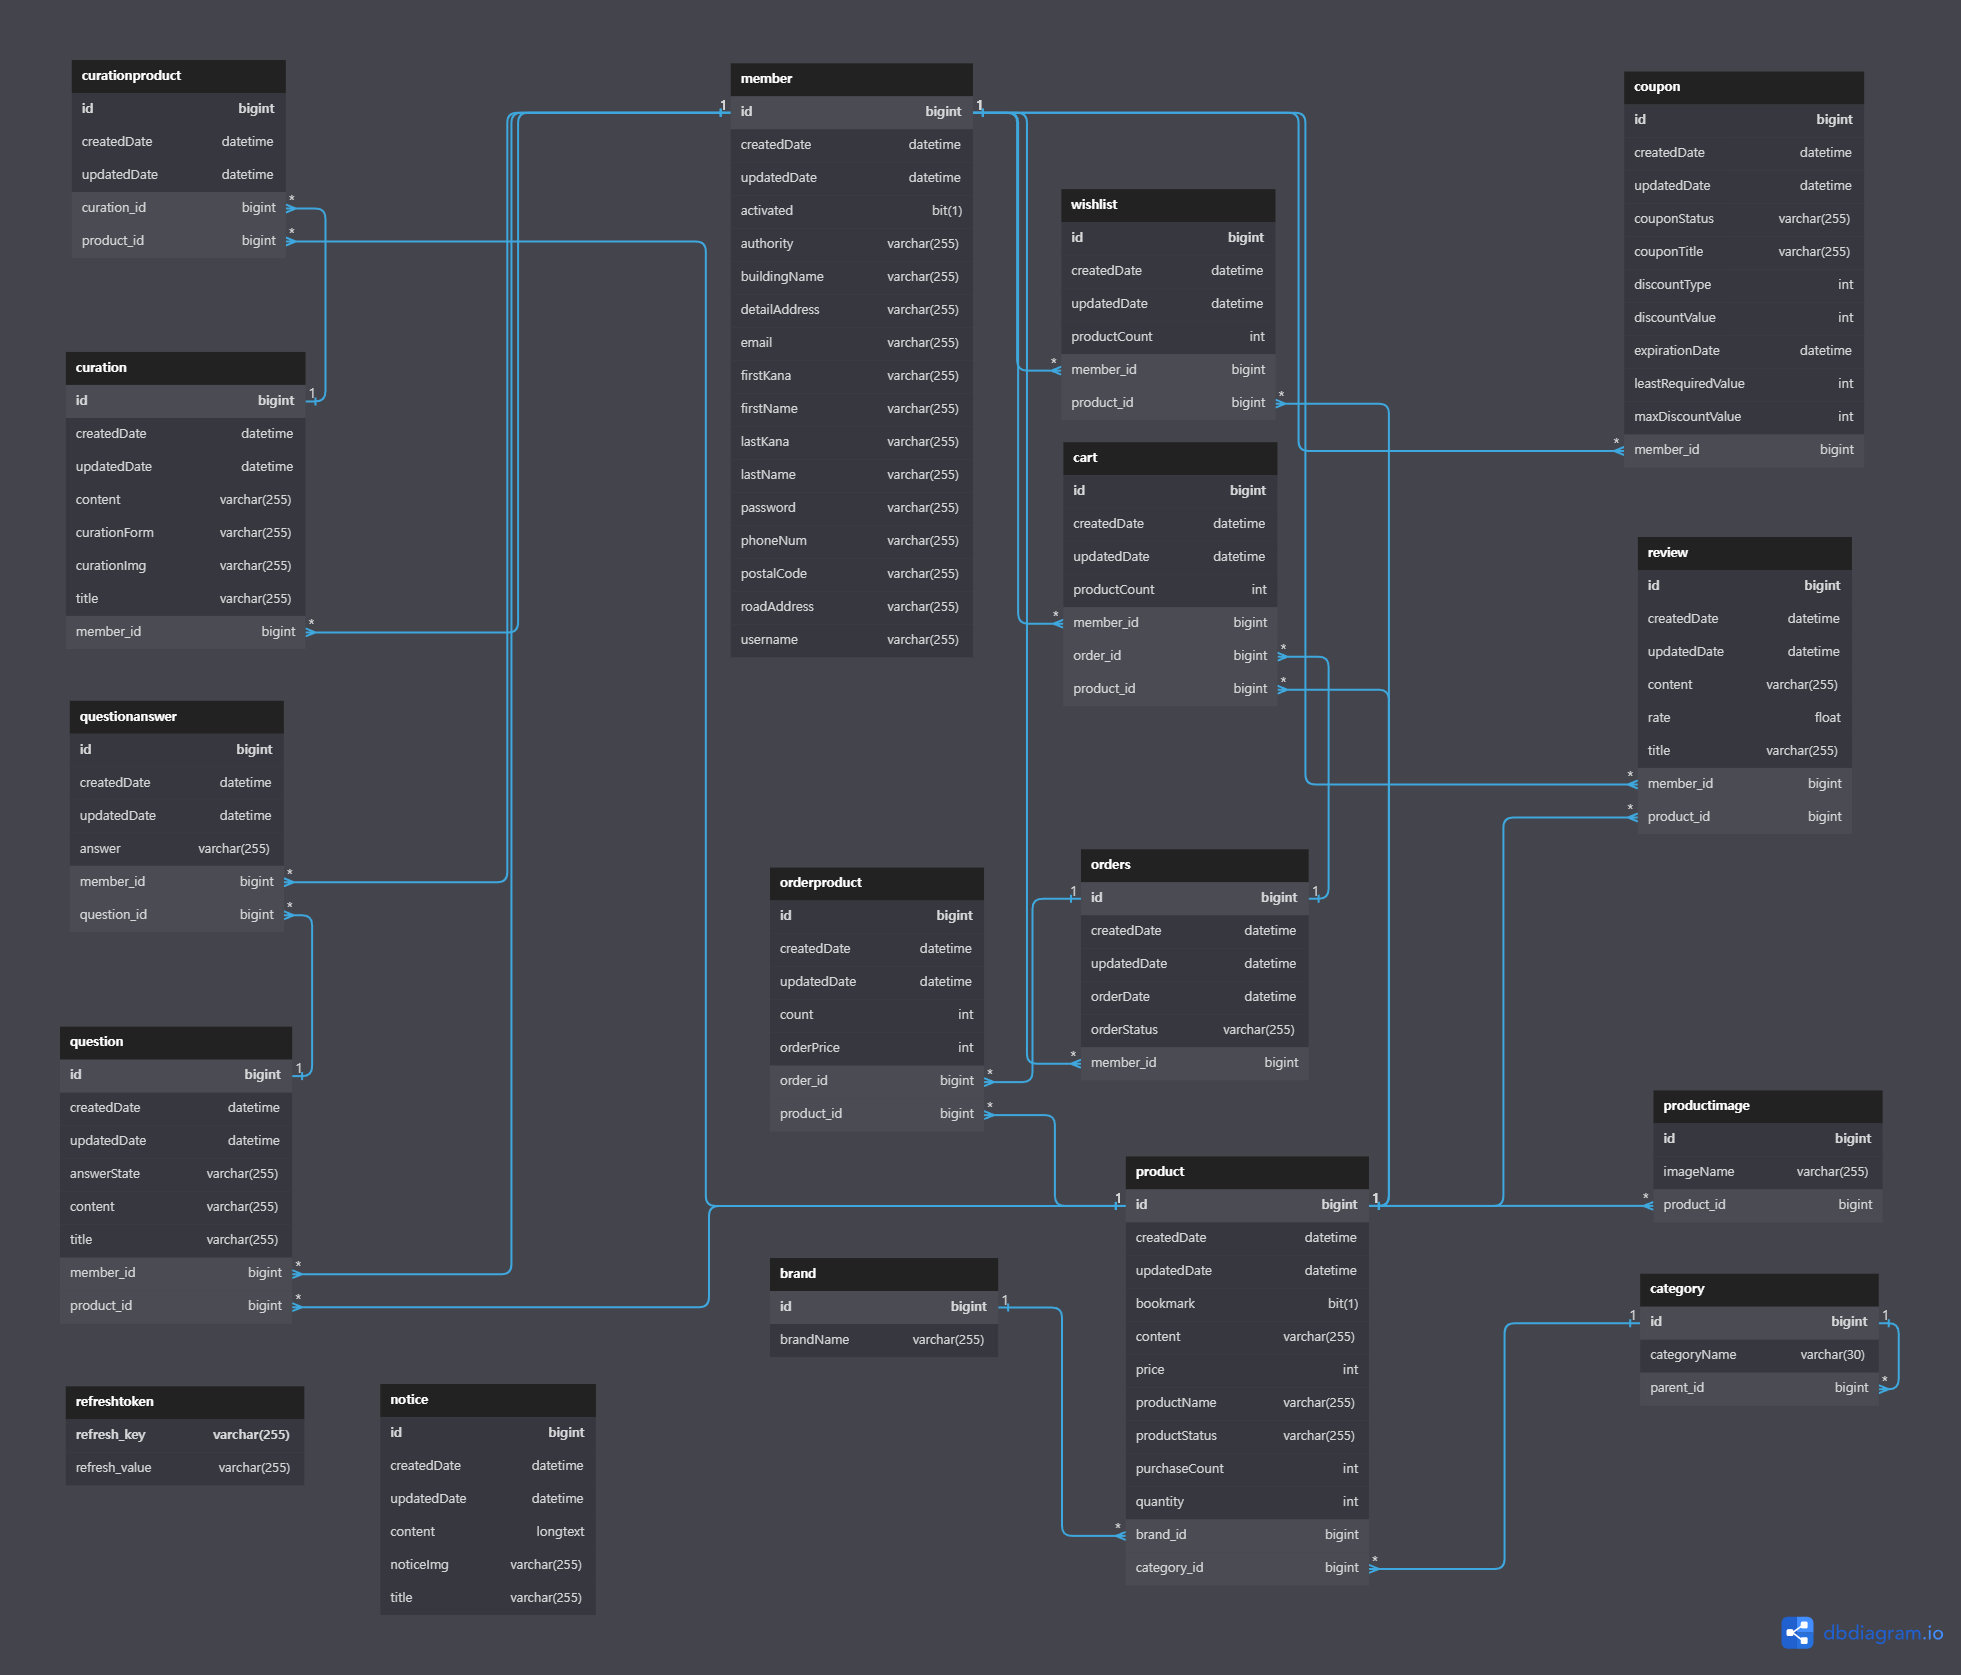 curationproduct
id bigint
createdDate datetime
updatedDate datetime
curation_id bigint *
product_id bigint *
curation
id bigint 1
createdDate datetime
updatedDate datetime
content varchar(255)
curationForm varchar(255)
curationImg varchar(255)
title varchar(255)
member_id bigint *
questionanswer
id bigint
createdDate datetime
updatedDate datetime
answer varchar(255)
member_id bigint *
question_id bigint *
question
id bigint 1
createdDate datetime
updatedDate datetime
answerState varchar(255)
content varchar(255)
title varchar(255)
member_id bigint *
product_id bigint *
refreshtoken
refresh_key varchar(255)
refresh_value varchar(255)
notice
id bigint
createdDate datetime
updatedDate datetime
content longtext
noticeImg varchar(255)
title varchar(255)
member
1 id bigint 1
createdDate datetime
updatedDate datetime
activated bit(1)
authority varchar(255)
buildingName varchar(255)
detailAddress varchar(255)
email varchar(255)
firstKana varchar(255)
firstName varchar(255)
lastKana varchar(255)
lastName varchar(255)
password varchar(255)
phoneNum varchar(255)
postalCode varchar(255)
roadAddress varchar(255)
username varchar(255)
wishlist
id bigint
createdDate datetime
updatedDate datetime
productCount int
* member_id bigint
product_id bigint *
cart
id bigint
createdDate datetime
updatedDate datetime
productCount int
* member_id bigint
order_id bigint *
product_id bigint *
orderproduct
id bigint
createdDate datetime
updatedDate datetime
count int
orderPrice int
order_id bigint *
product_id bigint *
orders
1 id bigint 1
createdDate datetime
updatedDate datetime
orderDate datetime
orderStatus varchar(255)
* member_id bigint
brand
id bigint 1
brandName varchar(255)
product
1 id bigint 1
createdDate datetime
updatedDate datetime
bookmark bit(1)
content varchar(255)
price int
productName varchar(255)
productStatus varchar(255)
purchaseCount int
quantity int
* brand_id bigint
category_id bigint *
coupon
id bigint
createdDate datetime
updatedDate datetime
couponStatus varchar(255)
couponTitle varchar(255)
discountType int
discountValue int
expirationDate datetime
leastRequiredValue int
maxDiscountValue int
* member_id bigint
review
id bigint
createdDate datetime
updatedDate datetime
content varchar(255)
rate float
title varchar(255)
* member_id bigint
* product_id bigint
productimage
id bigint
imageName varchar(255)
* product_id bigint
category
1 id bigint 1
categoryName varchar(30)
parent_id bigint *
dbdiagram.io